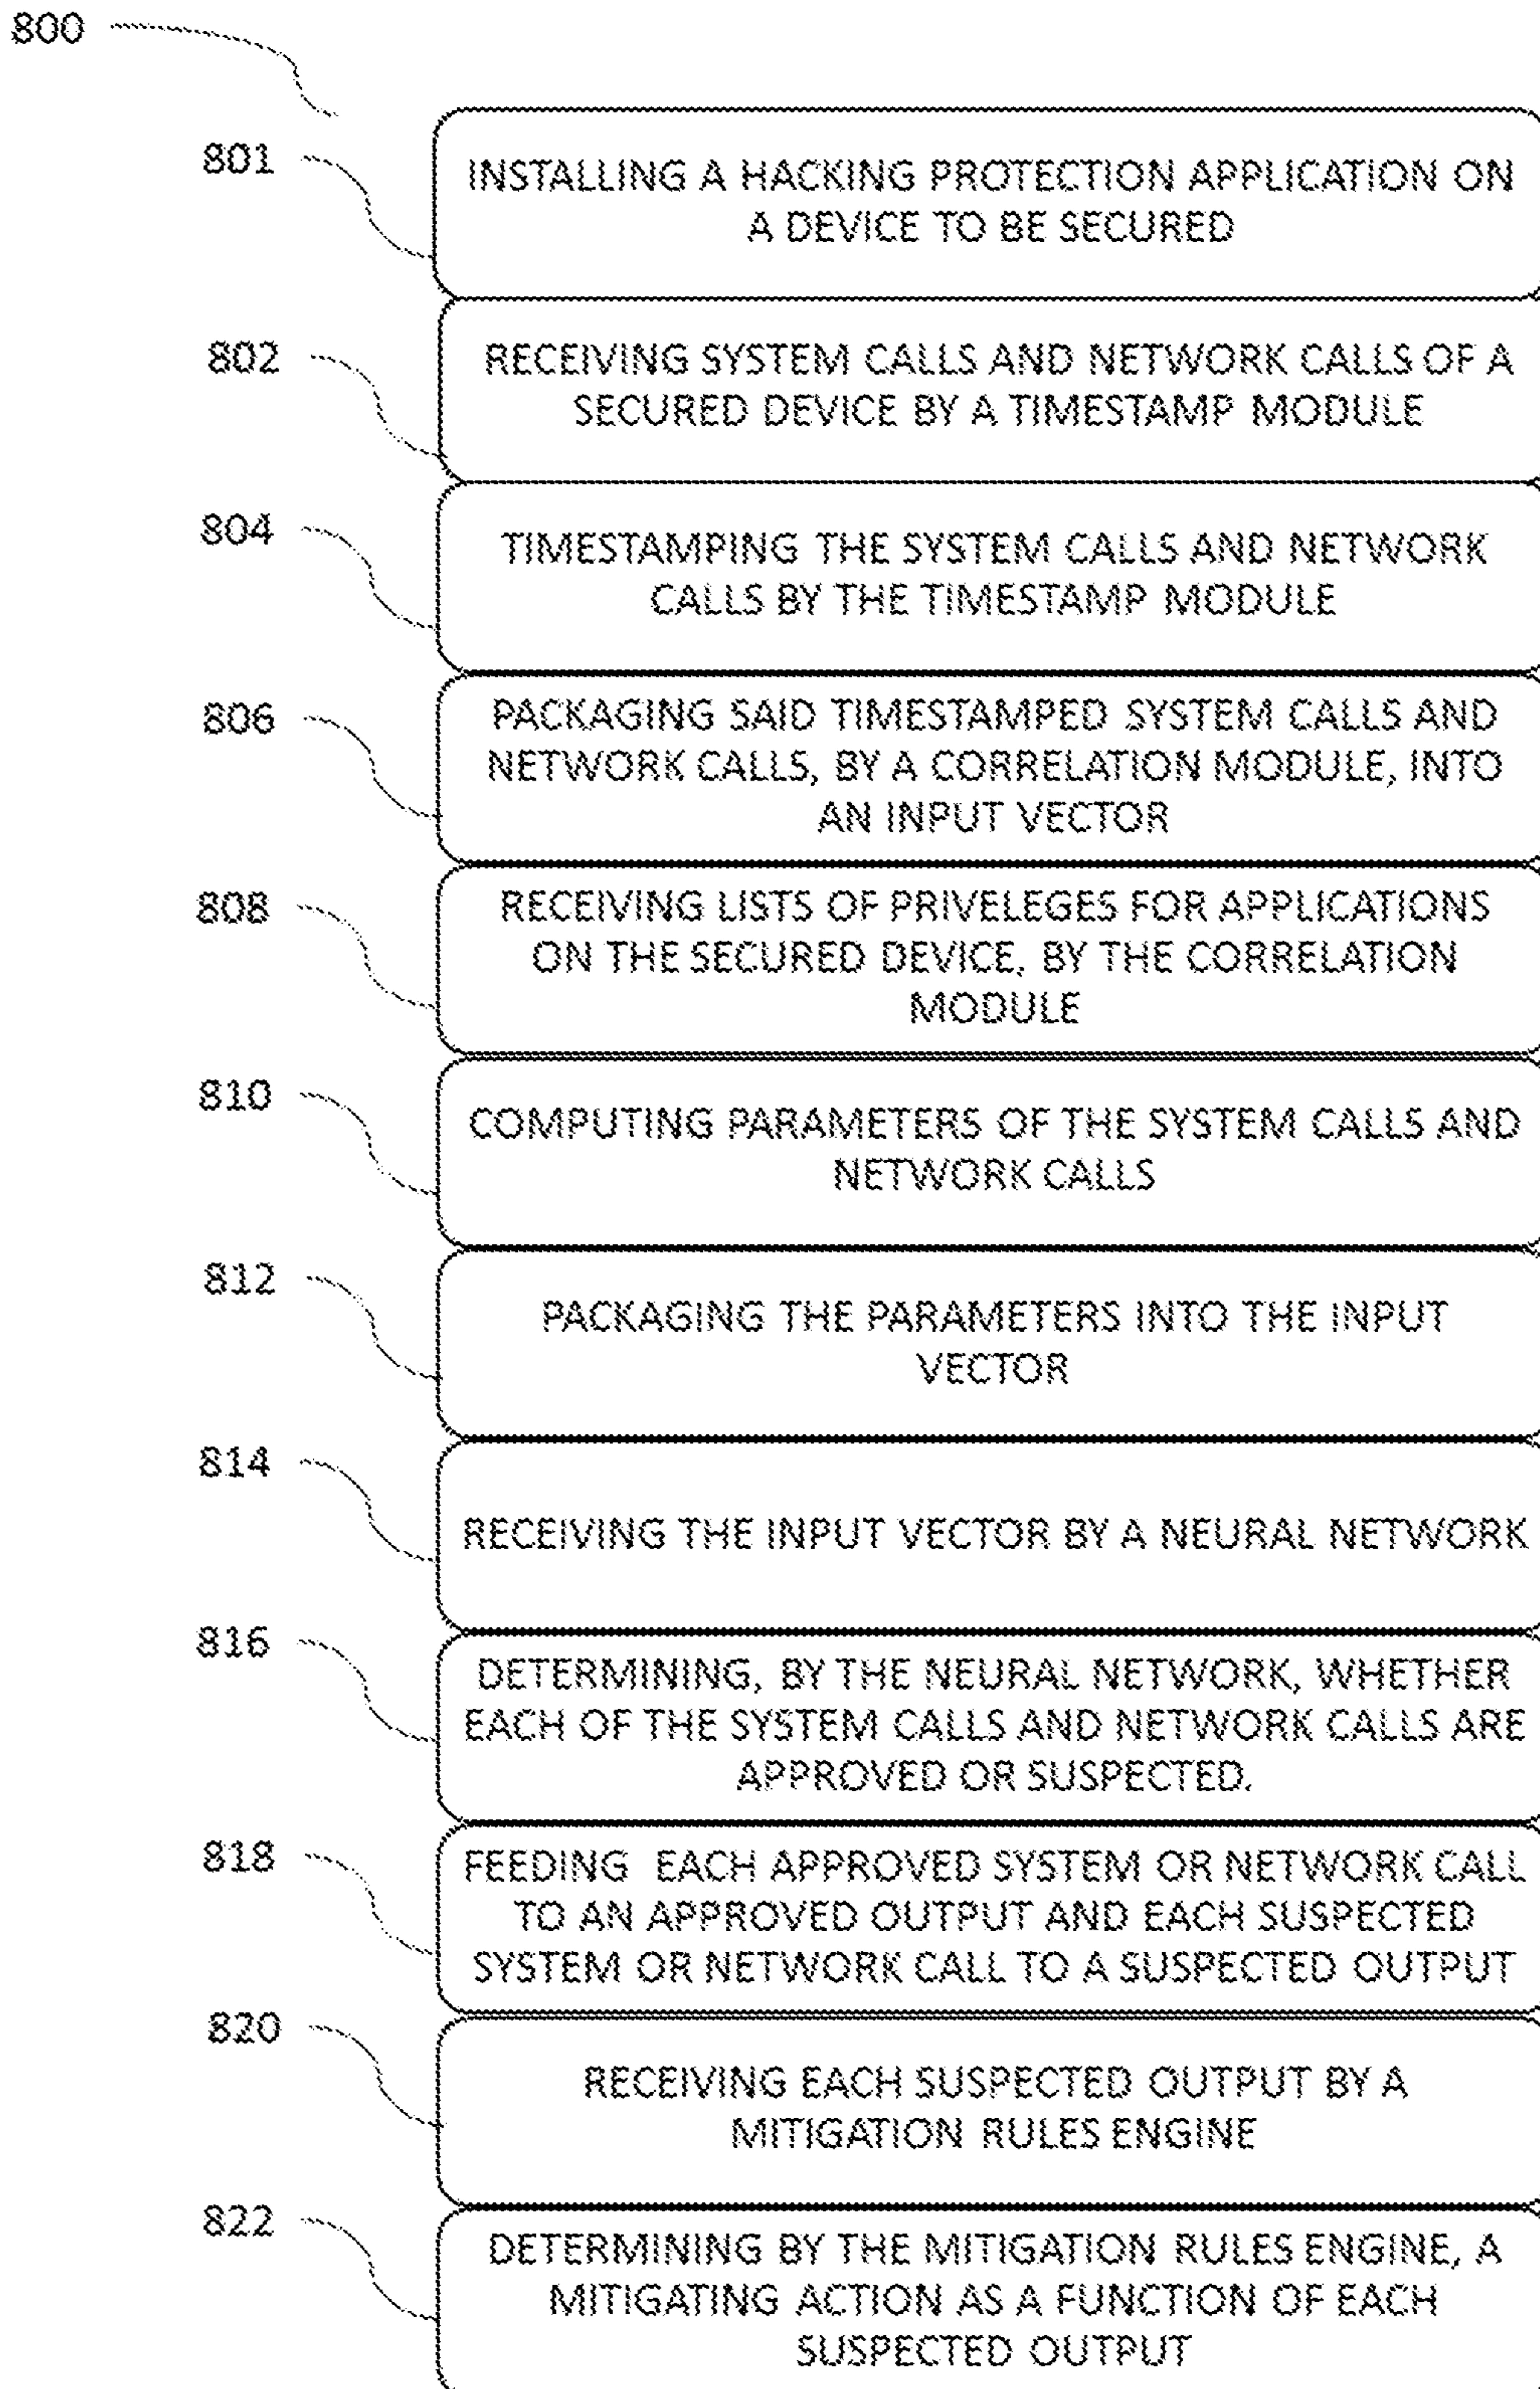 800
801
INSTALLING A HACKING PROTECTION APPLICATION ON
A DEVICE TO BE SECURED
802
RECEIVING SYSTEM CALLS AND NETWORK CALLS OF A
SECURED DEVICE BY A TIMESTAMP MODULE
804
TIMESTAMPING THE SYSTEM CALLS AND NETWORK
CALLS BY THE TIMESTAMP MODULE
806
PACKAGING SAID TIMESTAMPED SYSTEM CALLS AND
NETWORK CALLS, BY A CORRELATION MODULE, INTO
AN INPUT VECTOR
808
RECEIVING LISTS OF PRIVELEGES FOR APPLICATIONS
ON THE SECURED DEVICE, BY THE CORRELATION
MODULE
810
COMPUTING PARAMETERS OF THE SYSTEM CALLS AND
NETWORK CALLS
812
PACKAGING THE PARAMETERS INTO THE INPUT
VECTOR
814
RECEIVING THE INPUT VECTOR BY A NEURAL NETWORK
816
DETERMINING, BY THE NEURAL NETWORK, WHETHER
EACH OF THE SYSTEM CALLS AND NETWORK CALLS ARE
APPROVED OR SUSPECTED.
818
FEEDING EACH APPROVED SYSTEM OR NETWORK CALL
TO AN APPROVED OUTPUT AND EACH SUSPECTED
SYSTEM OR NETWORK CALL TO A SUSPECTED OUTPUT
820
RECEIVING EACH SUSPECTED OUTPUT BY A
MITIGATION RULES ENGINE
822
DETERMINING BY THE MITIGATION RULES ENGINE, A
MITIGATING ACTION AS A FUNCTION OF EACH
SUSPECTED OUTPUT